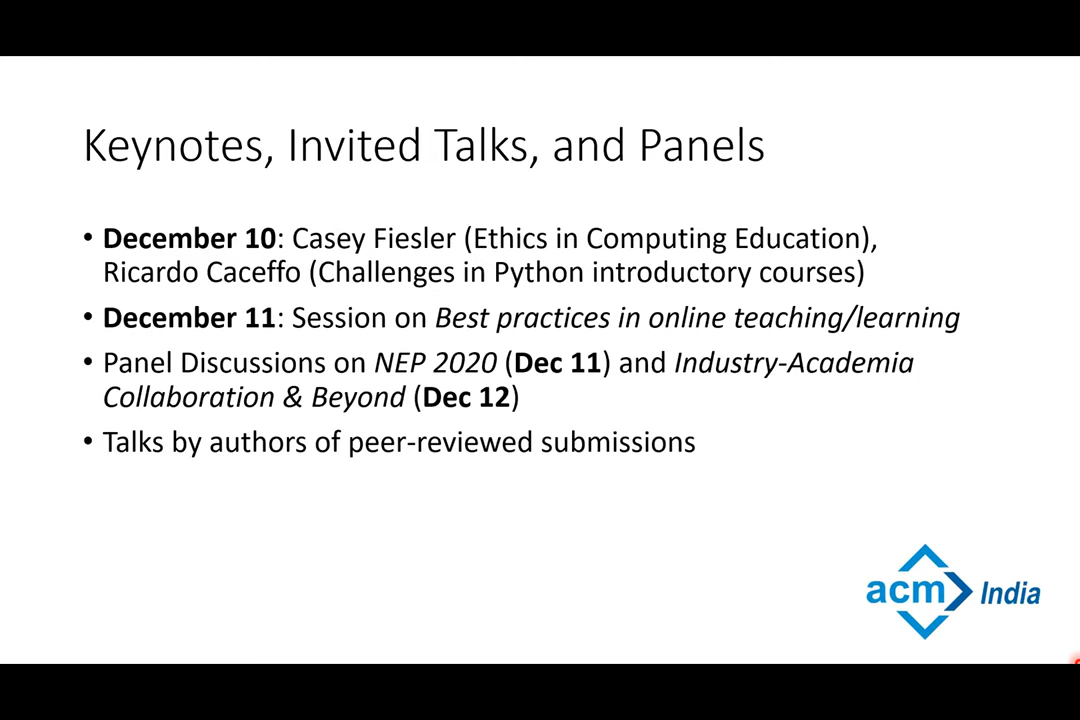 Keynotes, Invited Talks, and Panels
• December 10: Casey Fiesler (Ethics in Computing Education),
Ricardo Caceffo (Challenges in Python introductory courses)
• December 11: Session on Best practices in online teaching/learning
• Panel Discussions on NEP 2020 (Dec 11) and Industry-Academia
Collaboration & Beyond (Dec 12)
• Talks by authors of peer-reviewed submissions
acm India